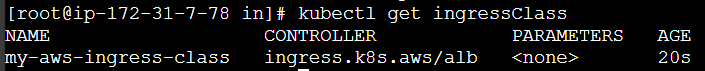 [root@ip-172-31-7-78 in]# kubectl get ingressClass
NAME                   CONTROLLER            PARAMETERS   AGE
my-aws-ingress-class   ingress.k8s.aws/alb   <none>       20s